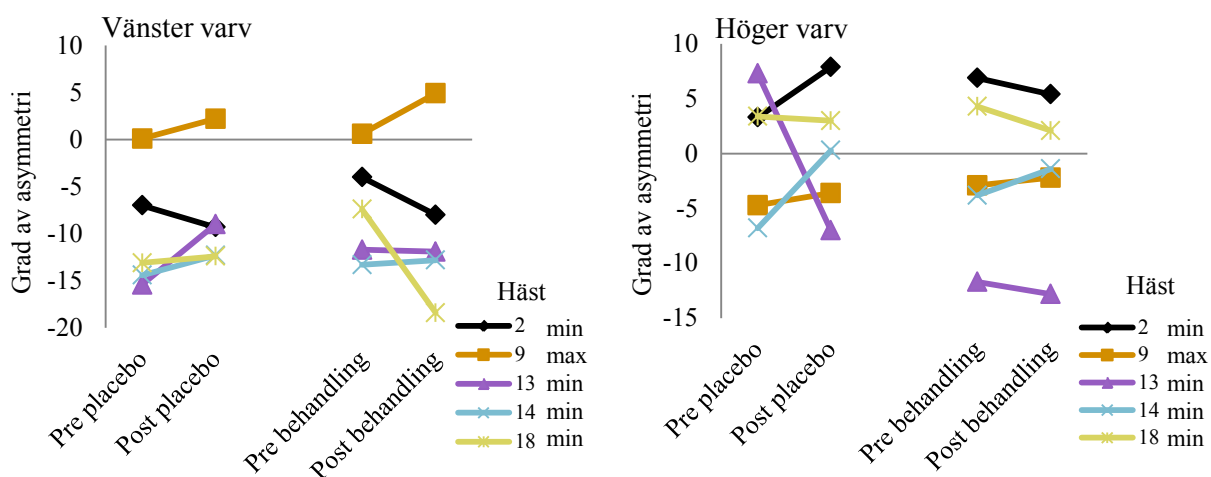 Vänster varv
Grad av asymmetri
10
5
0
-5
-10
-15
-20
Pre placebo
Post placebo
Pre behandling
Post behandling
Häst
2 min
9 max
13 min
14 min
18 min
Höger varv
Grad av asymmetri
10
5
0
-5
-10
-15
Pre placebo
Post placebo
Pre behandling
Post behandling
Häst
2 min
9 max
13 min
14 min
18 min